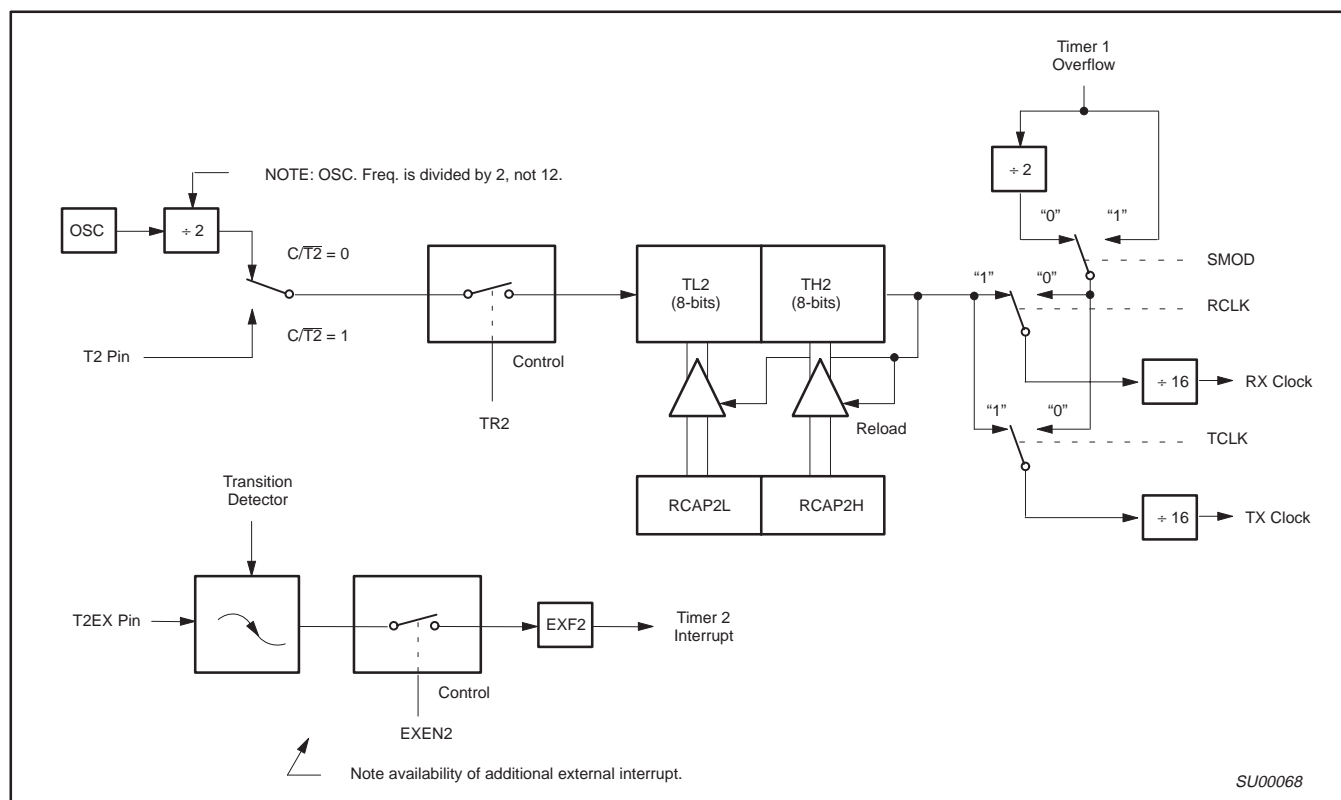 Timer 1
Overflow
NOTE: OSC. Freq. is divided by 2, not 12.
÷ 2
“0”
“1”
OSC
÷ 2
C/T̅2̅ = 0
SMOD
TL2
(8-bits)
TH2
(8-bits)
“1”
“0”
RCLK
C/T̅2̅ = 1
T2 Pin
Control
÷ 16
RX Clock
TR2
Reload
“1”
“0”
TCLK
Transition
Detector
RCAP2L
RCAP2H
÷ 16
TX Clock
T2EX Pin
EXF2
Timer 2
Interrupt
Control
EXEN2
Note availability of additional external interrupt.
SU00068